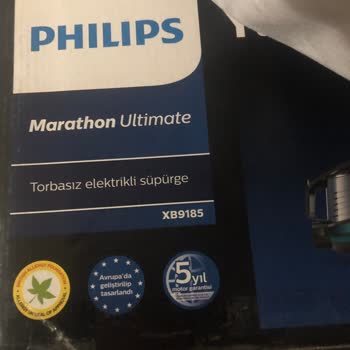 PHILIPS
Marathon Ultimate
Torbasız elektrikli süpürge
XB9185
Avrupa'da
geliştirilip
tasarlandı
5 yıl
motor garantisi